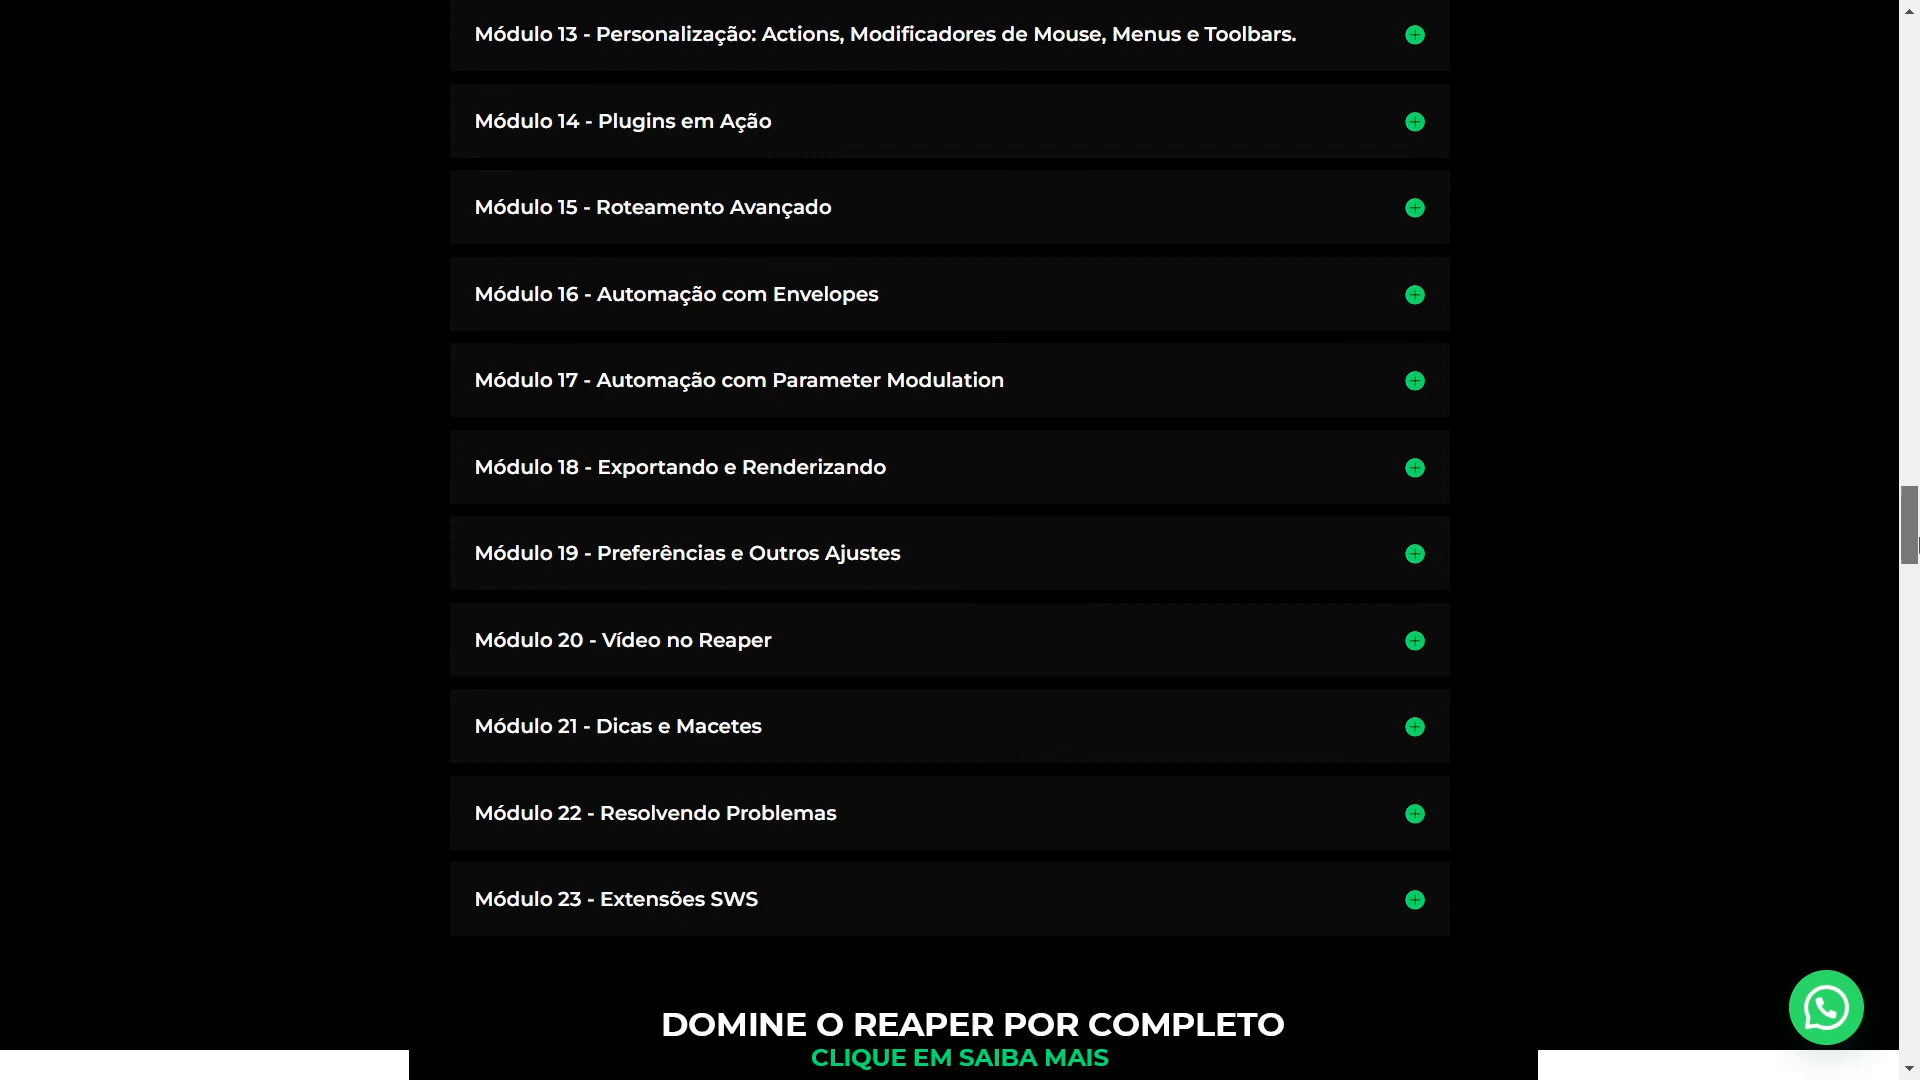 Módulo 13 - Personalização: Actions, Modificadores de Mouse, Menus e Toolbars.
Módulo 14 - Plugins em Ação
Módulo 15 - Roteamento Avançado
Módulo 16 - Automação com Envelopes
Módulo 17 - Automação com Parameter Modulation
Módulo 18 - Exportando e Renderizando
Módulo 19 - Preferências e Outros Ajustes
Módulo 20 - Vídeo no Reaper
Módulo 21 - Dicas e Macetes
Módulo 22 - Resolvendo Problemas
Módulo 23 - Extensões SWS
DOMINE O REAPER POR COMPLETO
CLIQUE EM SAIBA MAIS